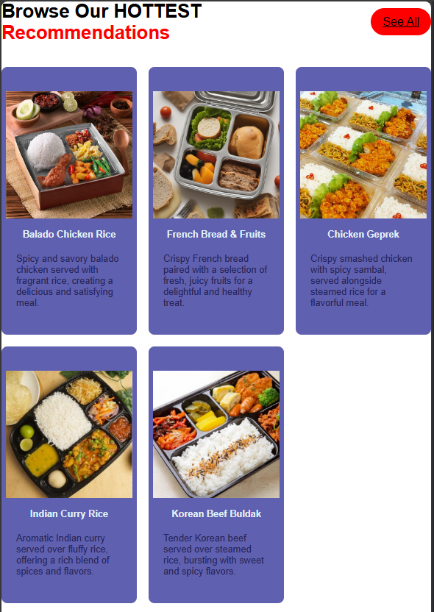 Browse Our HOTTEST
Recommendations
See All
Balado Chicken Rice
Spicy and savory balado
chicken served with
fragrant rice, creating a
delicious and satisfying
meal.
French Bread & Fruits
Crispy French bread
paired with a selection of
fresh, juicy fruits for a
delightful and healthy
treat.
Chicken Geprek
Crispy smashed chicken
with spicy sambal,
served alongside
steamed rice for a
flavorful meal.
Indian Curry Rice
Aromatic Indian curry
served over fluffy rice,
offering a rich blend of
spices and flavors.
Korean Beef Buldak
Tender Korean beef
served over steamed
rice, bursting with sweet
and spicy flavors.